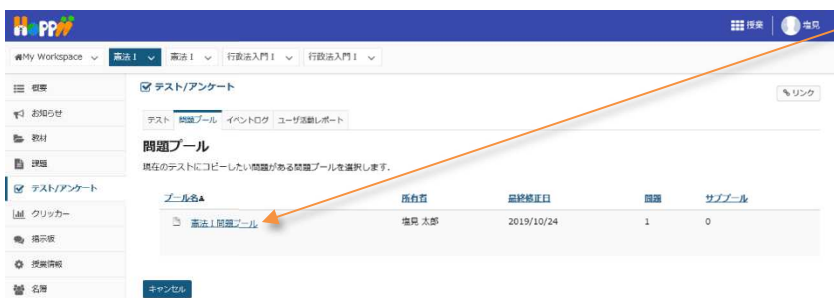 HOPPII
授業
塩見
My Workspace
憲法Ⅰ
憲法Ⅰ
行政法入門Ⅰ
行政法入門Ⅰ
概要
お知らせ
教材
課題
テスト/アンケート
クリッカー
掲示板
授業情報
名簿
テスト/アンケート
リンク
テスト 問題プール イベントログ ユーザ活動レポート
問題プール
現在のテストにコピーしたい問題がある問題プールを選択します。
プール名▲ 所有者 最終修正日 問題 サブプール
憲法Ⅰ問題プール 塩見 太郎 2019/10/24 1 0
キャンセル